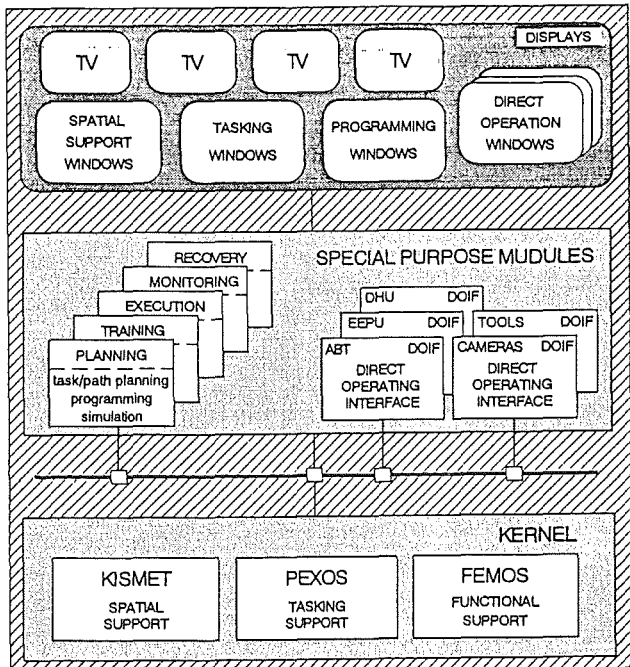 DISPLAYS
TV
TV
TV
TV
SPATIAL
SUPPORT
WINDOWS
TASKING
WINDOWS
PROGRAMMING
WINDOWS
DIRECT
OPERATION
WINDOWS
SPECIAL PURPOSE MUDULES
RECOVERY
MONITORING
EXECUTION
TRAINING
PLANNING
task/path planning
programming
simulation
DHU DOIF
EEPU DOIF
ABT
DIRECT
OPERATING
INTERFACE
TOOLS DOIF
CAMERAS DOIF
DIRECT
OPERATING
INTERFACE
KERNEL
KISMET
SPATIAL
SUPPORT
PEXOS
TASKING
SUPPORT
FEMOS
FUNCTIONAL
SUPPORT